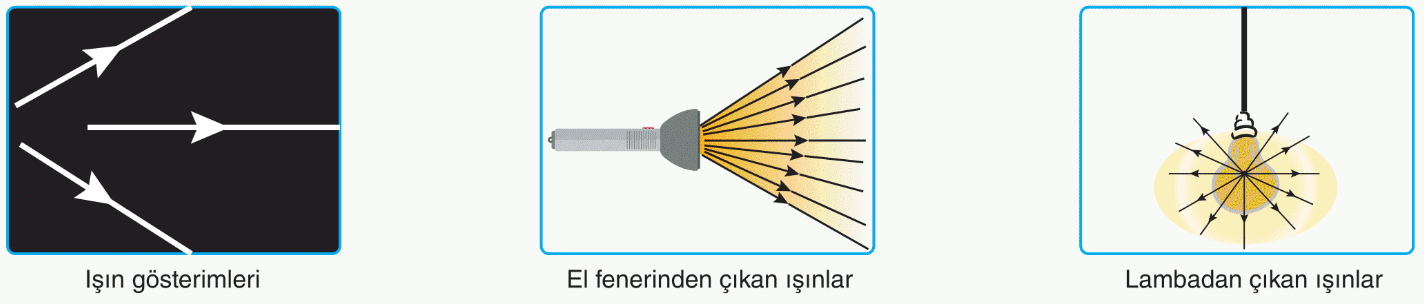 Işın gösterimleri
El fenerinden çıkan ışınlar
Lambadan çıkan ışınlar